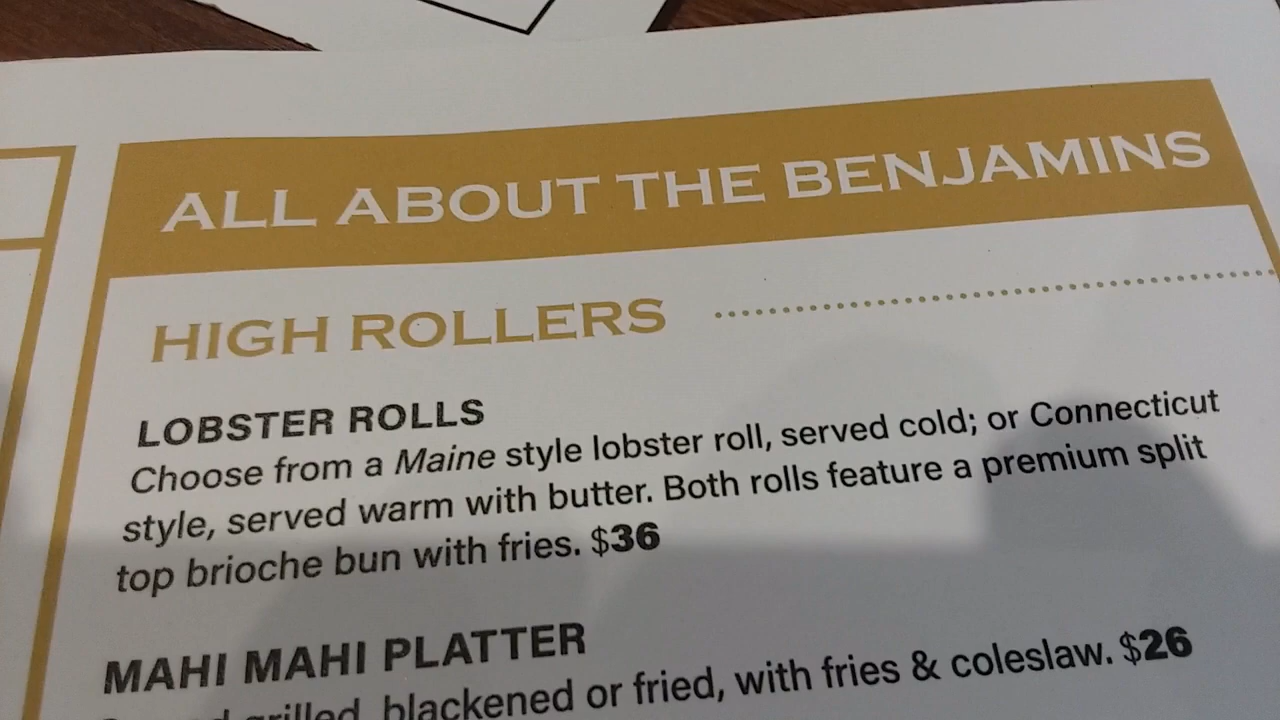 ALL ABOUT THE BENJAMINS
HIGH ROLLERS
LOBSTER ROLLS
Choose from a Maine style lobster roll, served cold; or Connecticut
style, served warm with butter. Both rolls feature a premium split
top brioche bun with fries. $36
MAHI MAHI PLATTER
grilled, blackened or fried, with fries & coleslaw. $26